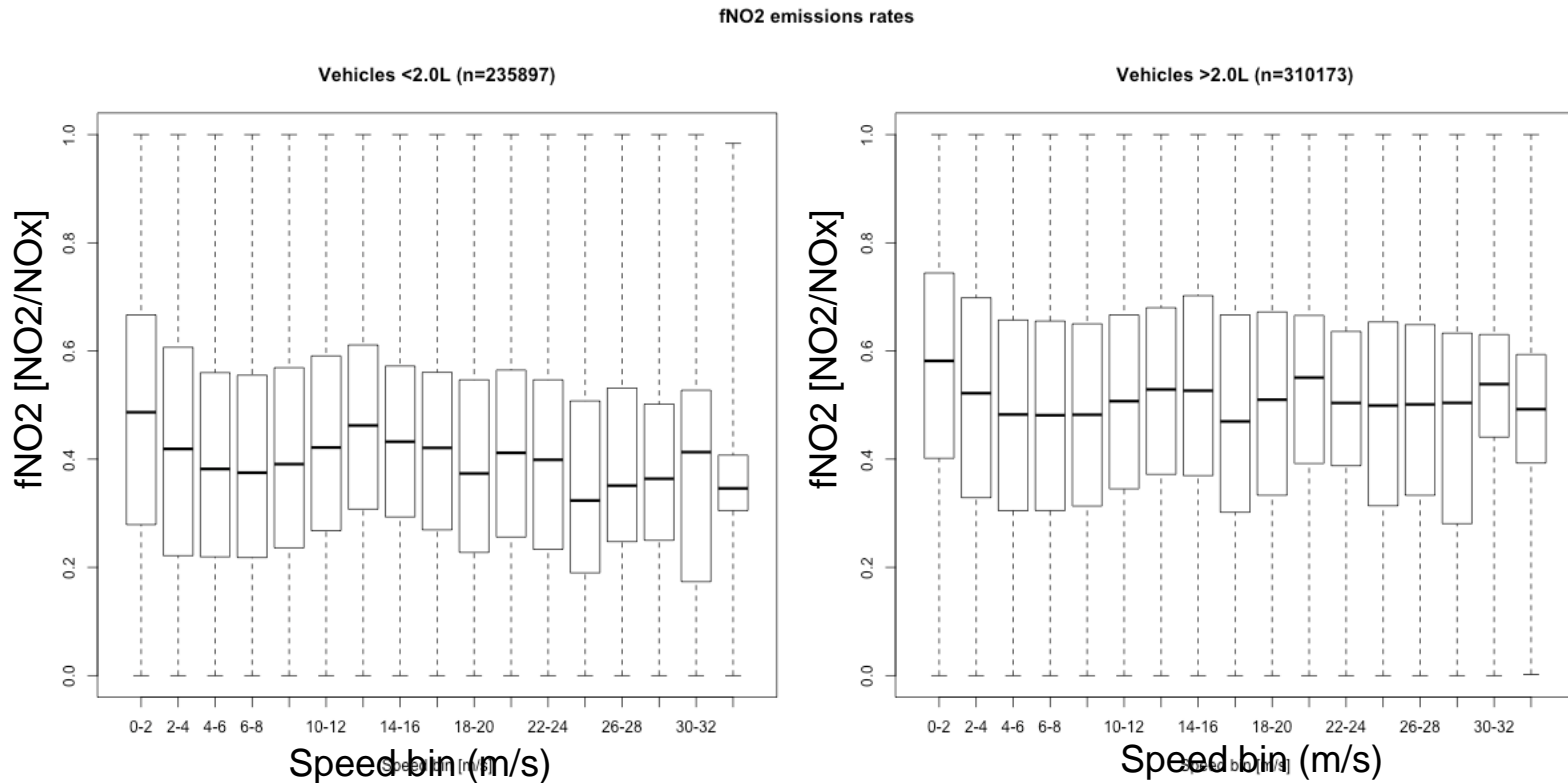 fNO2 emissions rates
Vehicles <2.0L (n=235897)
fNO2 [NO2/NOx]
1.0
0.8
0.6
0.4
0.2
0.0
0-2 2-4 4-6 6-8 10-12 14-16 18-20 22-24 26-28 30-32
Speed bin (m/s)
Speed bin [m/s]
Vehicles >2.0L (n=310173)
fNO2 [NO2/NOx]
1.0
0.8
0.6
0.4
0.2
0.0
0-2 2-4 4-6 6-8 10-12 14-16 18-20 22-24 26-28 30-32
Speed bin (m/s)
Speed bin [m/s]